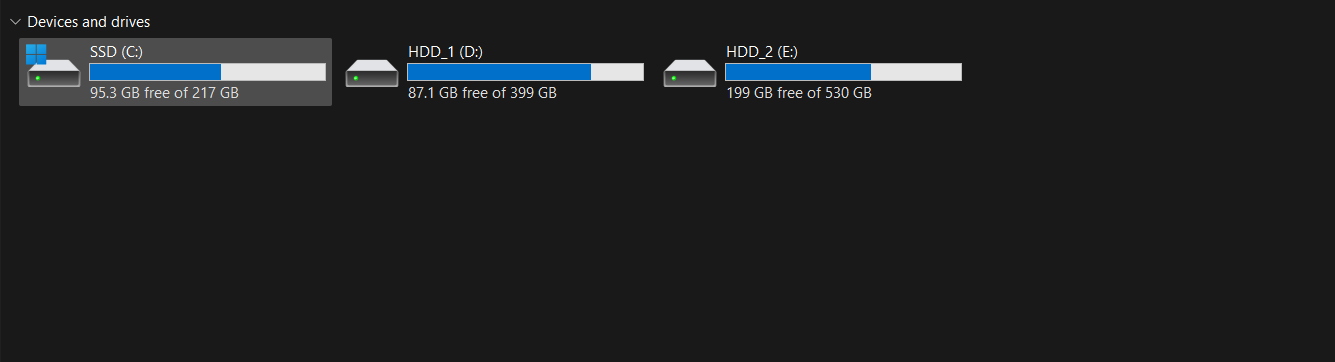 Devices and drives
SSD (C:)
95.3 GB free of 217 GB
HDD_1 (D:)
87.1 GB free of 399 GB
HDD_2 (E:)
199 GB free of 530 GB